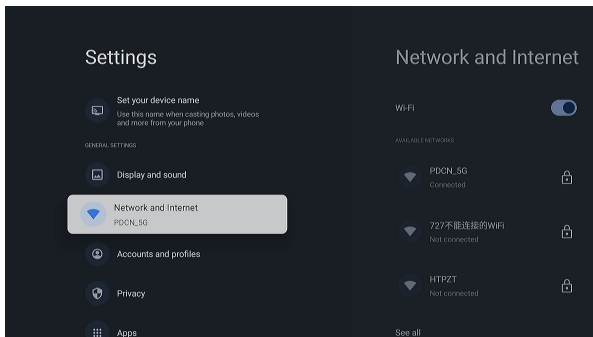 Settings
Set your device name
Use this name when casting photos, videos
and more from your phone
GENERAL SETTINGS
Display and sound
Network and Internet
PDCN_5G
Accounts and profiles
Privacy
Apps
Network and Internet
Wi-Fi
AVAILABLE NETWORKS
PDCN_5G
Connected
727不能连接的WiFi
Not connected
HTPZT
Not connected
See all